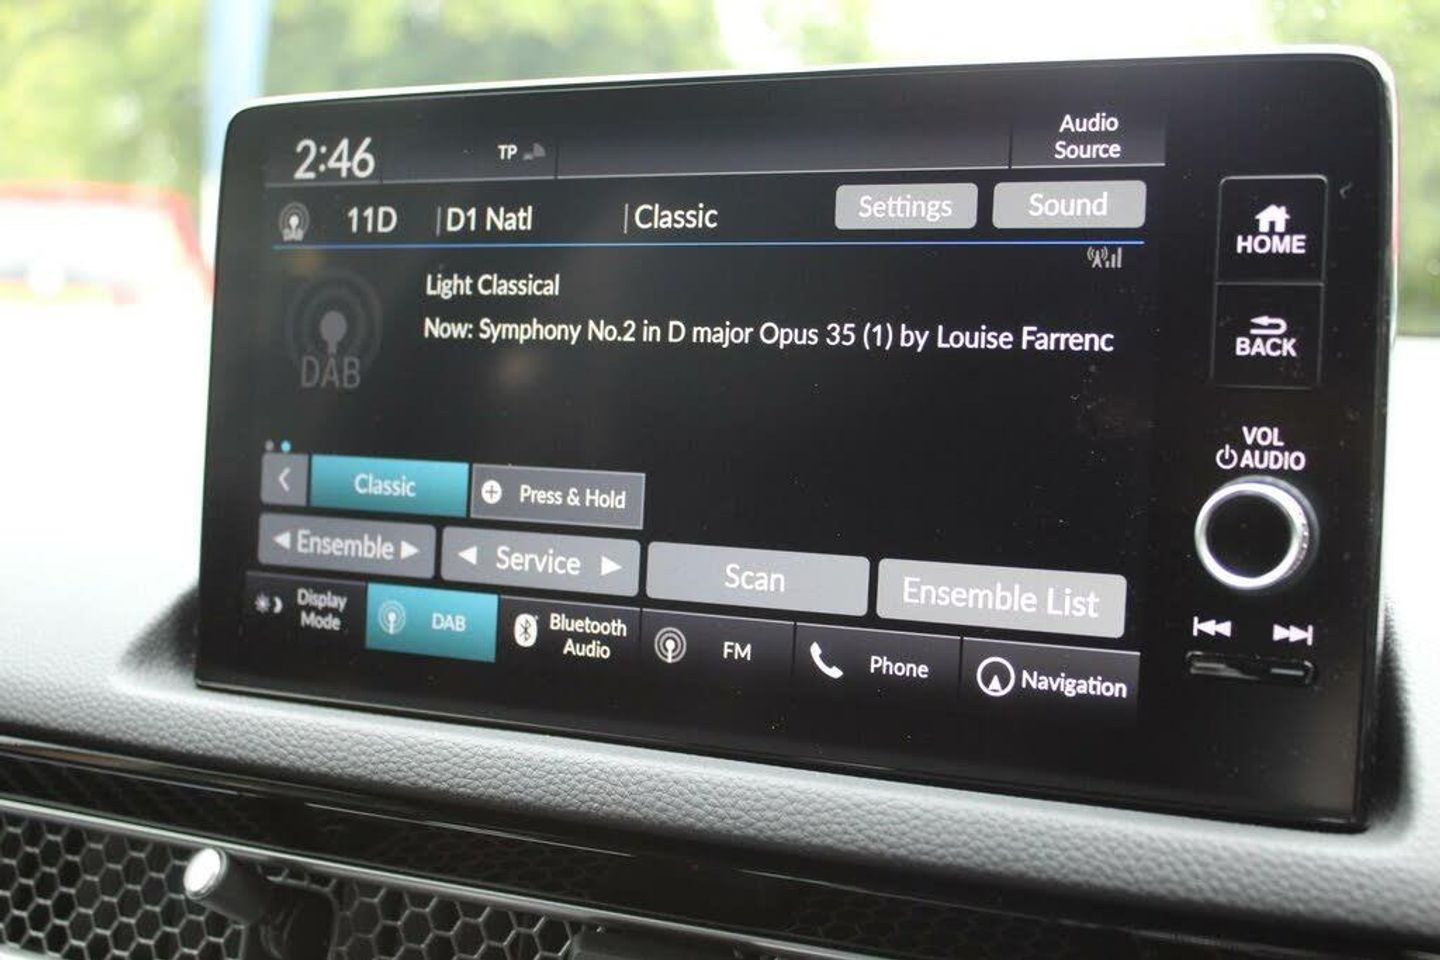 2:46
TP
Audio
Source
DAB
11D
D1 Natl
Classic
Settings
Sound
HOME
BACK
DAB
Light Classical
Now: Symphony No.2 in D major Opus 35 (1) by Louise Farrenc
VOL
AUDIO
Classic
Press & Hold
Ensemble
Service
Scan
Ensemble List
Display
Mode
DAB
Bluetooth
Audio
FM
Phone
Navigation